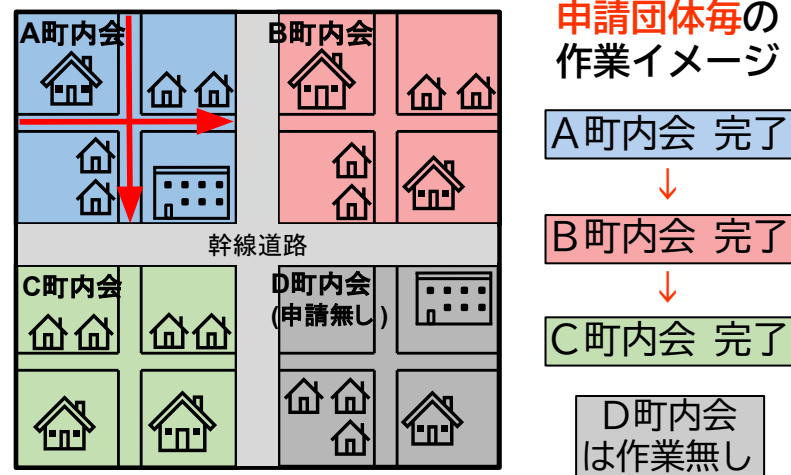 A町内会
B町内会
幹線道路
C町内会
D町内会
(申請無し)
申請団体毎の
作業イメージ
A町内会 完了
↓
B町内会 完了
↓
C町内会 完了
D町内会
は作業無し